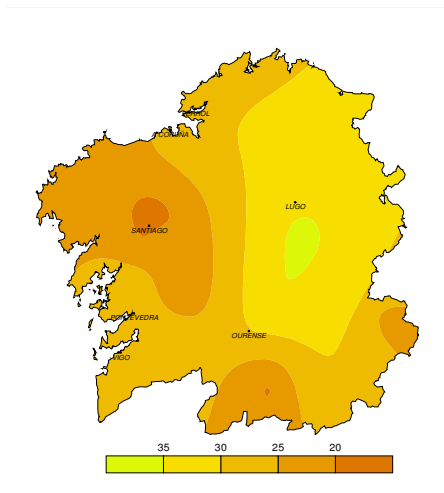 FERROL
A CORUÑA
LUGO
SANTIAGO
PONTEVEDRA
OURENSE
VIGO
35 30 25 20